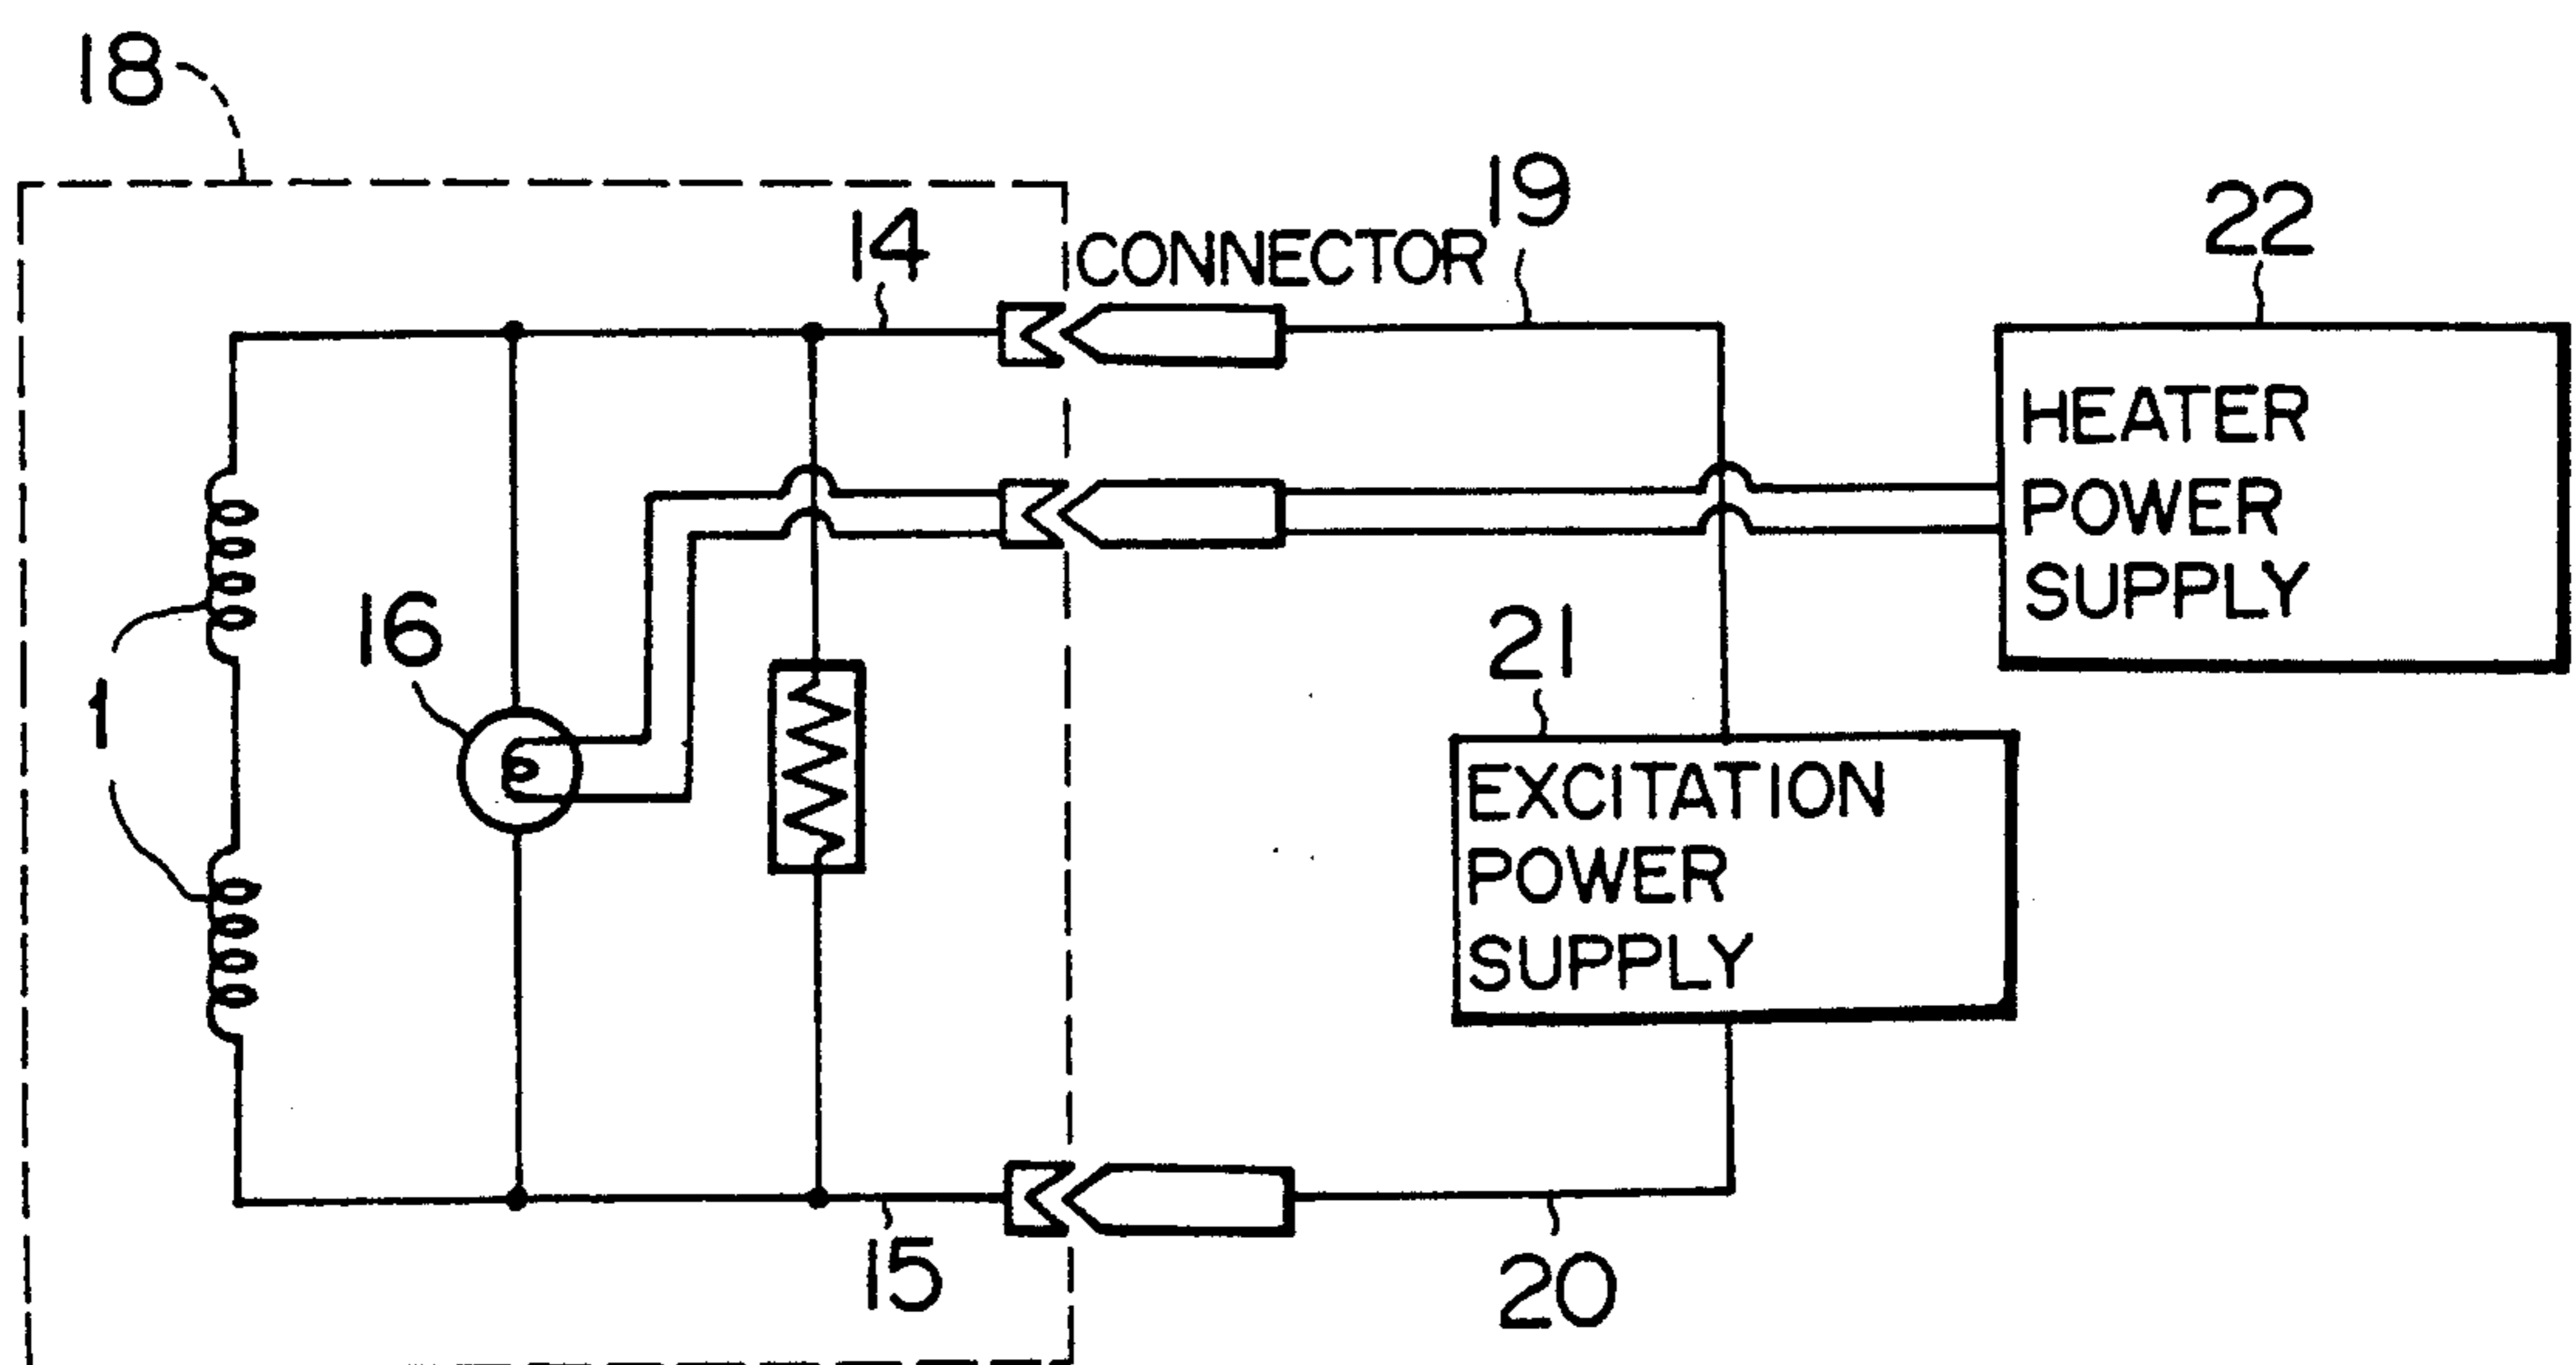 18
14
CONNECTOR
19
22
HEATER
POWER
SUPPLY
16
1
21
EXCITATION
POWER
SUPPLY
15
20